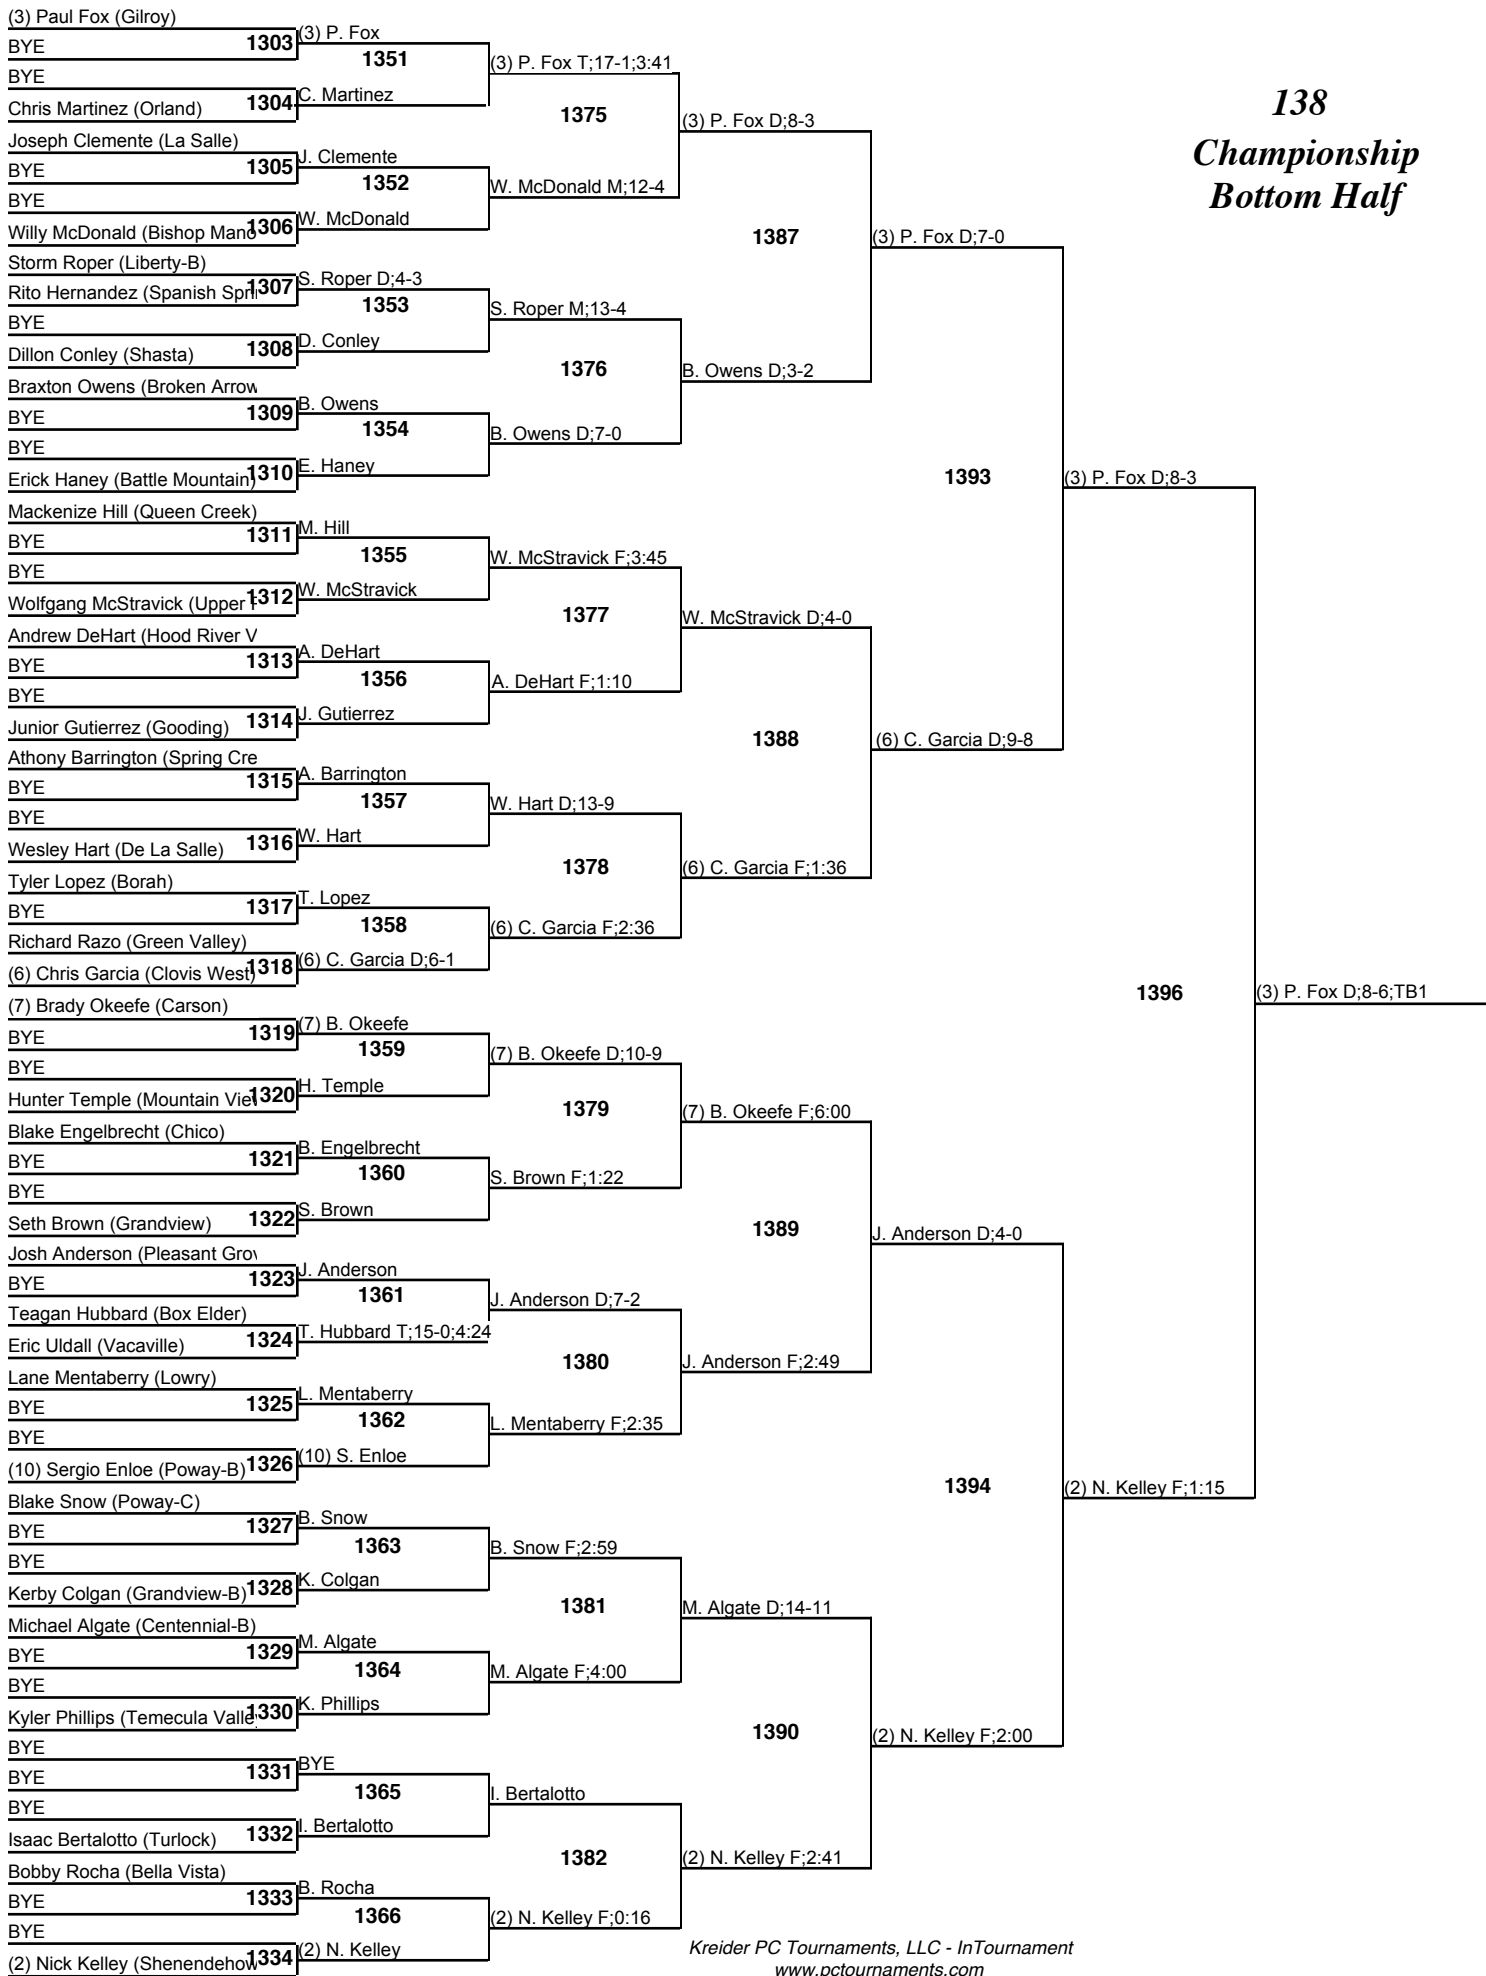 138
Championship
Bottom Half
(3) Paul Fox (Gilroy)
BYE
1303
BYE
Chris Martinez (Orland)
1304
Joseph Clemente (La Salle)
BYE
1305
BYE
Willy McDonald (Bishop Mano
1306
Storm Roper (Liberty-B)
Rito Hernandez (Spanish Spri
1307
BYE
Dillon Conley (Shasta)
1308
Braxton Owens (Broken Arrow
BYE
1309
BYE
Erick Haney (Battle Mountain)
1310
Mackenize Hill (Queen Creek)
BYE
1311
BYE
Wolfgang McStravick (Upper
1312
Andrew DeHart (Hood River V
BYE
1313
BYE
Junior Gutierrez (Gooding)
1314
Athony Barrington (Spring Cre
BYE
1315
BYE
Wesley Hart (De La Salle)
1316
Tyler Lopez (Borah)
BYE
1317
Richard Razo (Green Valley)
(6) Chris Garcia (Clovis West)
1318
(7) Brady Okeefe (Carson)
BYE
1319
BYE
Hunter Temple (Mountain Vie
1320
Blake Engelbrecht (Chico)
BYE
1321
BYE
Seth Brown (Grandview)
1322
Josh Anderson (Pleasant Grov
BYE
1323
Teagan Hubbard (Box Elder)
Eric Uldall (Vacaville)
1324
Lane Mentaberry (Lowry)
BYE
1325
BYE
(10) Sergio Enloe (Poway-B)
1326
Blake Snow (Poway-C)
BYE
1327
BYE
Kerby Colgan (Grandview-B)
1328
Michael Algate (Centennial-B)
BYE
1329
BYE
Kyler Phillips (Temecula Valle
1330
BYE
BYE
1331
BYE
Isaac Bertalotto (Turlock)
1332
Bobby Rocha (Bella Vista)
BYE
1333
BYE
(2) Nick Kelley (Shenendehow
1334
(3) P. Fox
1351
C. Martinez
J. Clemente
1352
W. McDonald
S. Roper D;4-3
1353
D. Conley
B. Owens
1354
E. Haney
M. Hill
1355
W. McStravick
A. DeHart
1356
J. Gutierrez
A. Barrington
1357
W. Hart
T. Lopez
1358
(6) C. Garcia D;6-1
(7) B. Okeefe
1359
H. Temple
B. Engelbrecht
1360
S. Brown
J. Anderson
1361
T. Hubbard T;15-0;4:24
L. Mentaberry
1362
(10) S. Enloe
B. Snow
1363
K. Colgan
M. Algate
1364
K. Phillips
BYE
1365
I. Bertalotto
B. Rocha
1366
(2) N. Kelley
(3) P. Fox T;17-1;3:41
1375
W. McDonald M;12-4
S. Roper M;13-4
1376
B. Owens D;7-0
W. McStravick F;3:45
1377
A. DeHart F;1:10
W. Hart D;13-9
1378
(6) C. Garcia F;2:36
(7) B. Okeefe D;10-9
1379
S. Brown F;1:22
J. Anderson D;7-2
1380
L. Mentaberry F;2:35
B. Snow F;2:59
1381
M. Algate F;4:00
I. Bertalotto
1382
(2) N. Kelley F;0:16
(3) P. Fox D;8-3
1387
B. Owens D;3-2
W. McStravick D;4-0
1388
(6) C. Garcia F;1:36
(7) B. Okeefe F;6:00
1389
J. Anderson F;2:49
M. Algate D;14-11
1390
(2) N. Kelley F;2:41
(3) P. Fox D;7-0
1393
(6) C. Garcia D;9-8
J. Anderson D;4-0
1394
(2) N. Kelley F;2:00
(3) P. Fox D;8-3
1396
(2) N. Kelley F;1:15
(3) P. Fox D;8-6;TB1
Kreider PC Tournaments, LLC - InTournament
www.pctournaments.com